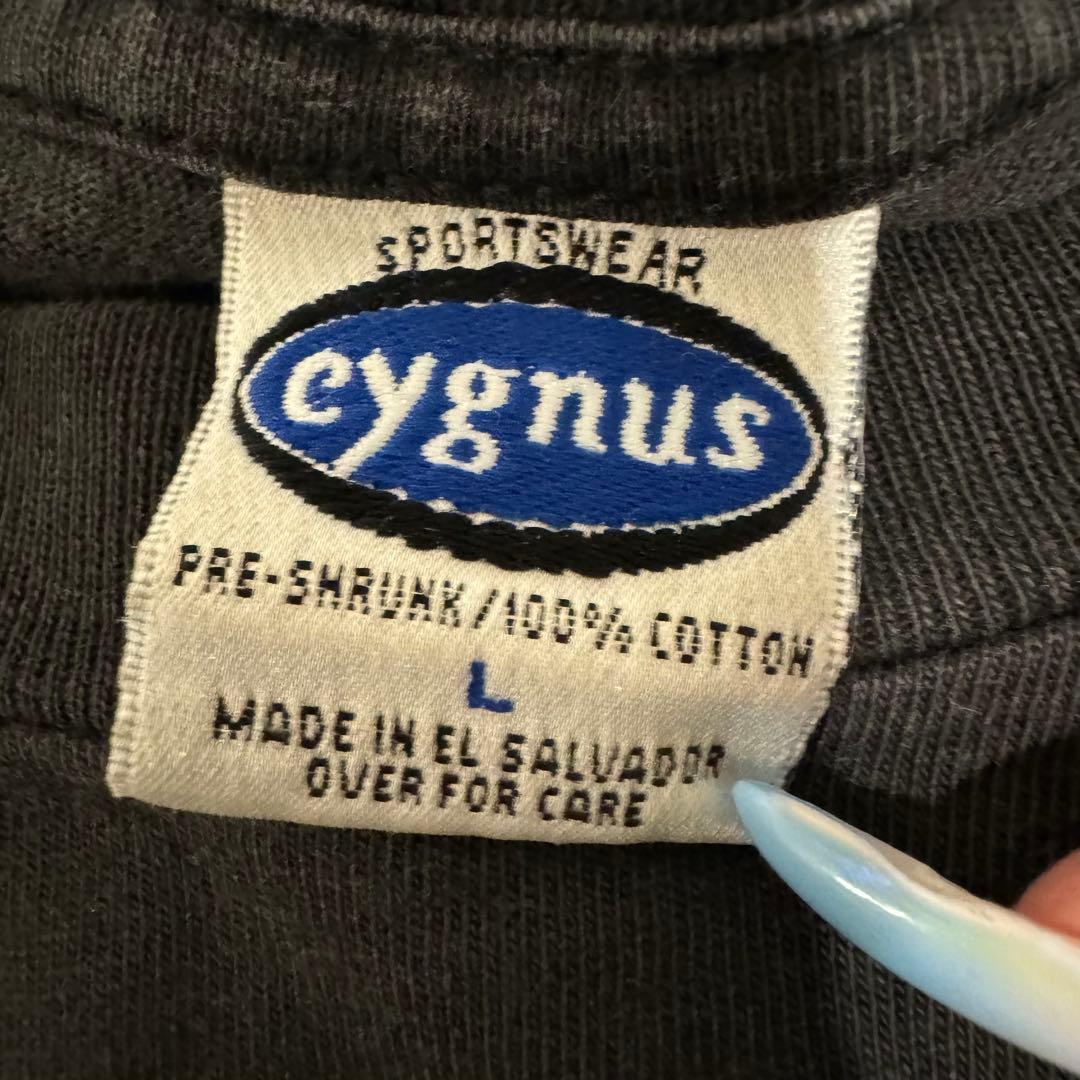 SPORTSWEAR
cygnus
PRE-SHRUNK/100% COTTON
L
MADE IN EL SALVADOR
OVER FOR CARE